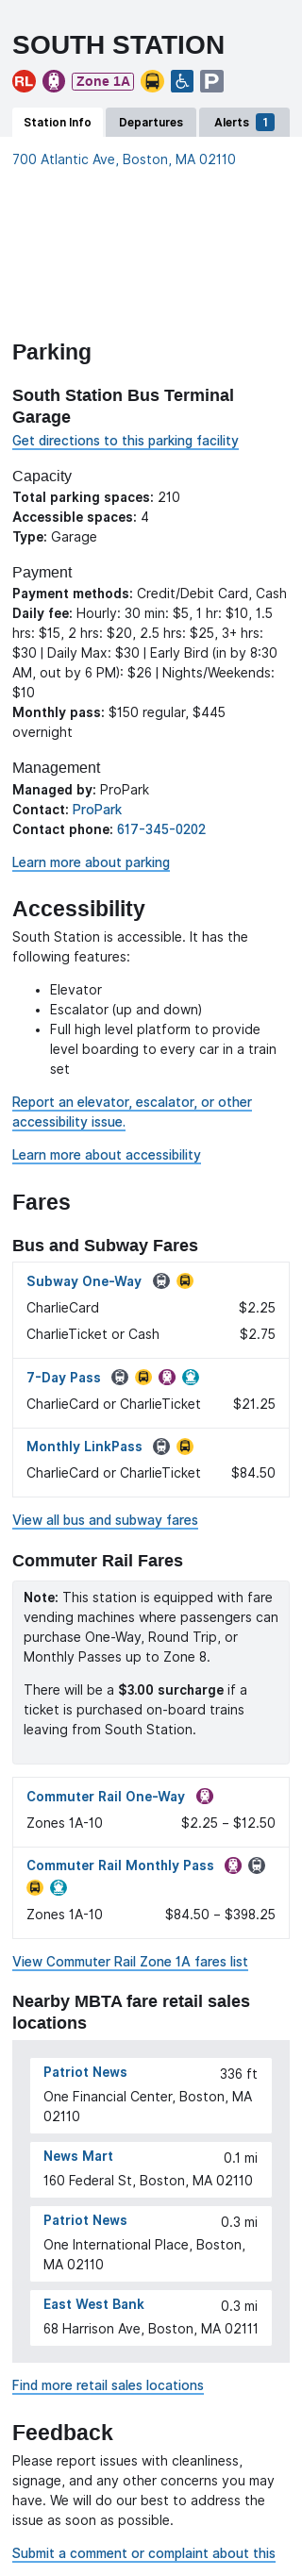 SOUTH STATION
RL Zone 1A P
Station Info Departures Alerts 1
700 Atlantic Ave, Boston, MA 02110
Parking
South Station Bus Terminal
Garage
Get directions to this parking facility
Capacity
Total parking spaces: 210
Accessible spaces: 4
Type: Garage
Payment
Payment methods: Credit/Debit Card, Cash
Daily fee: Hourly: 30 min: $5, 1 hr: $10, 1.5
hrs: $15, 2 hrs: $20, 2.5 hrs: $25, 3+ hrs:
$30 | Daily Max: $30 | Early Bird (in by 8:30
AM, out by 6 PM): $26 | Nights/Weekends:
$10
Monthly pass: $150 regular, $445
overnight
Management
Managed by: ProPark
Contact: ProPark
Contact phone: 617-345-0202
Learn more about parking
Accessibility
South Station is accessible. It has the
following features:
• Elevator
• Escalator (up and down)
• Full high level platform to provide
level boarding to every car in a train
set
Report an elevator, escalator, or other
accessibility issue.
Learn more about accessibility
Fares
Bus and Subway Fares
Subway One-Way
CharlieCard $2.25
CharlieTicket or Cash $2.75
7-Day Pass
CharlieCard or CharlieTicket $21.25
Monthly LinkPass
CharlieCard or CharlieTicket $84.50
View all bus and subway fares
Commuter Rail Fares
Note: This station is equipped with fare
vending machines where passengers can
purchase One-Way, Round Trip, or
Monthly Passes up to Zone 8.
There will be a $3.00 surcharge if a
ticket is purchased on-board trains
leaving from South Station.
Commuter Rail One-Way
Zones 1A-10 $2.25 – $12.50
Commuter Rail Monthly Pass
Zones 1A-10 $84.50 – $398.25
View Commuter Rail Zone 1A fares list
Nearby MBTA fare retail sales
locations
Patriot News 336 ft
One Financial Center, Boston, MA
02110
News Mart 0.1 mi
160 Federal St, Boston, MA 02110
Patriot News 0.3 mi
One International Place, Boston,
MA 02110
East West Bank 0.3 mi
68 Harrison Ave, Boston, MA 02111
Find more retail sales locations
Feedback
Please report issues with cleanliness,
signage, and any other concerns you may
have. We will do our best to address the
issue as soon as possible.
Submit a comment or complaint about this